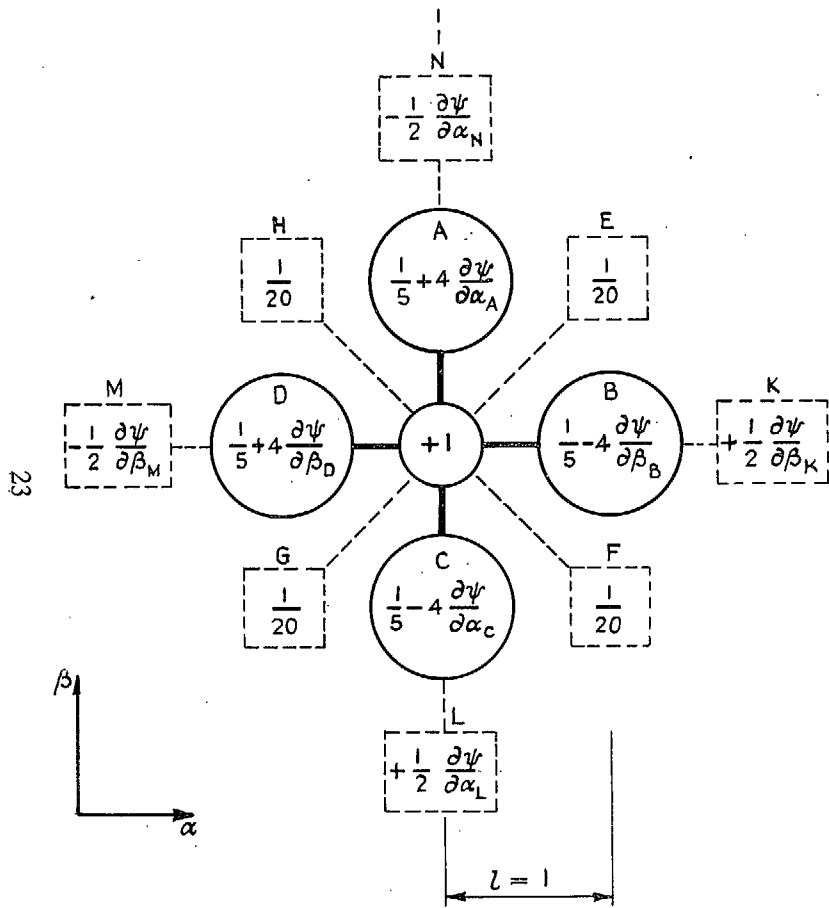 N
-1/2 ∂ψ/∂α_N
H
1/20
A
1/5 + 4 ∂ψ/∂α_A
E
1/20
M
-1/2 ∂ψ/∂β_M
D
1/5 + 4 ∂ψ/∂β_D
+1
B
1/5 - 4 ∂ψ/∂β_B
K
+ 1/2 ∂ψ/∂β_K
23
G
1/20
C
1/5 - 4 ∂ψ/∂α_C
F
1/20
β
α
L
+ 1/2 ∂ψ/∂α_L
l = 1